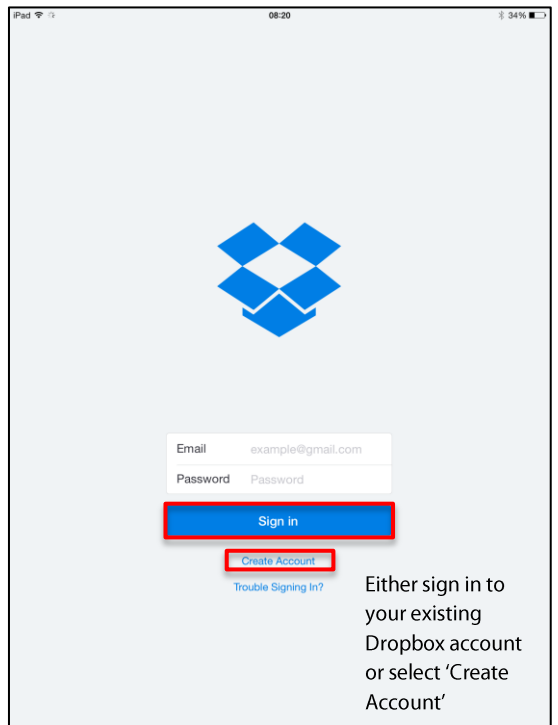 iPad 08:20 34%
Email example@gmail.com
Password Password
Sign in
Create Account
Trouble Signing In?
Either sign in to
your existing
Dropbox account
or select ‘Create
Account’